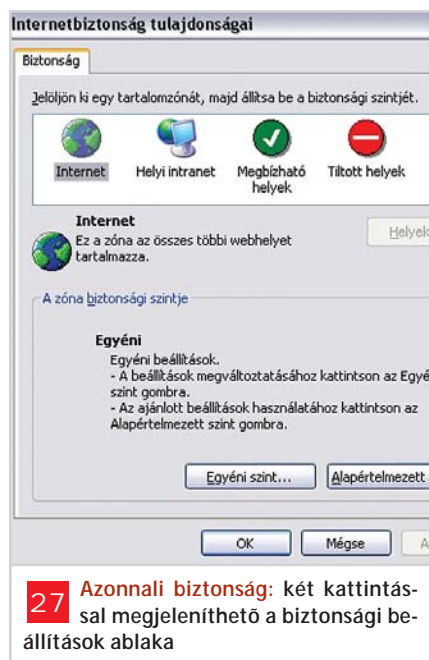 Internetbiztonság tulajdonságai
Biztonság
Jelöljön ki egy tartalomzónát, majd állítsa be a biztonsági szintjét.
Internet
Helyi intranet
Megbízható
helyek
Tiltott helyek
Internet
Ez a zóna az összes többi webhelyet
tartalmazza.
Helyek
A zóna biztonsági szintje
Egyéni
Egyéni beállítások.
- A beállítások megváltoztatásához kattintson az Egyé
szint gombra.
- Az ajánlott beállítások használatához kattintson az
Alapértelmezett szint gombra.
Egyéni szint...
Alapértelmezett
OK
Mégse
A
27 Azonnali biztonság: két kattintás-
sal megjeleníthetõ a biztonsági be-
állítások ablaka